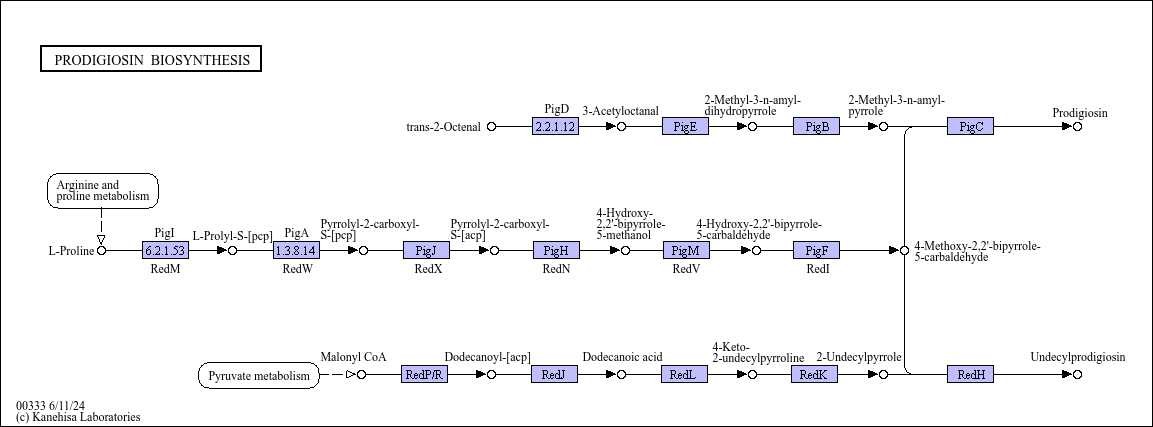 PRODIGIOSIN BIOSYNTHESIS
trans-2-Octenal
PigD
2.2.1.12
3-Acetyloctanal
PigE
2-Methyl-3-n-amyl-
dihydropyrrole
PigB
2-Methyl-3-n-amyl-
pyrrole
PigC
Prodigiosin
Arginine and
proline metabolism
L-Proline
PigI
6.2.1.53
RedM
L-Prolyl-S-[pcp]
PigA
1.3.8.14
RedW
Pyrrolyl-2-carboxyl-
S-[pcp]
PigJ
RedX
Pyrrolyl-2-carboxyl-
S-[acp]
PigH
RedN
4-Hydroxy-
2,2'-bipyrrole-
5-methanol
PigM
RedV
4-Hydroxy-2,2'-bipyrrole-
5-carbaldehyde
PigF
RedI
4-Methoxy-2,2'-bipyrrole-
5-carbaldehyde
Pyruvate metabolism
Malonyl CoA
RedP/R
Dodecanoyl-[acp]
RedJ
Dodecanoic acid
RedL
4-Keto-
2-undecylpyrroline
RedK
2-Undecylpyrrole
RedH
Undecylprodigiosin
00333 6/11/24
(c) Kanehisa Laboratories